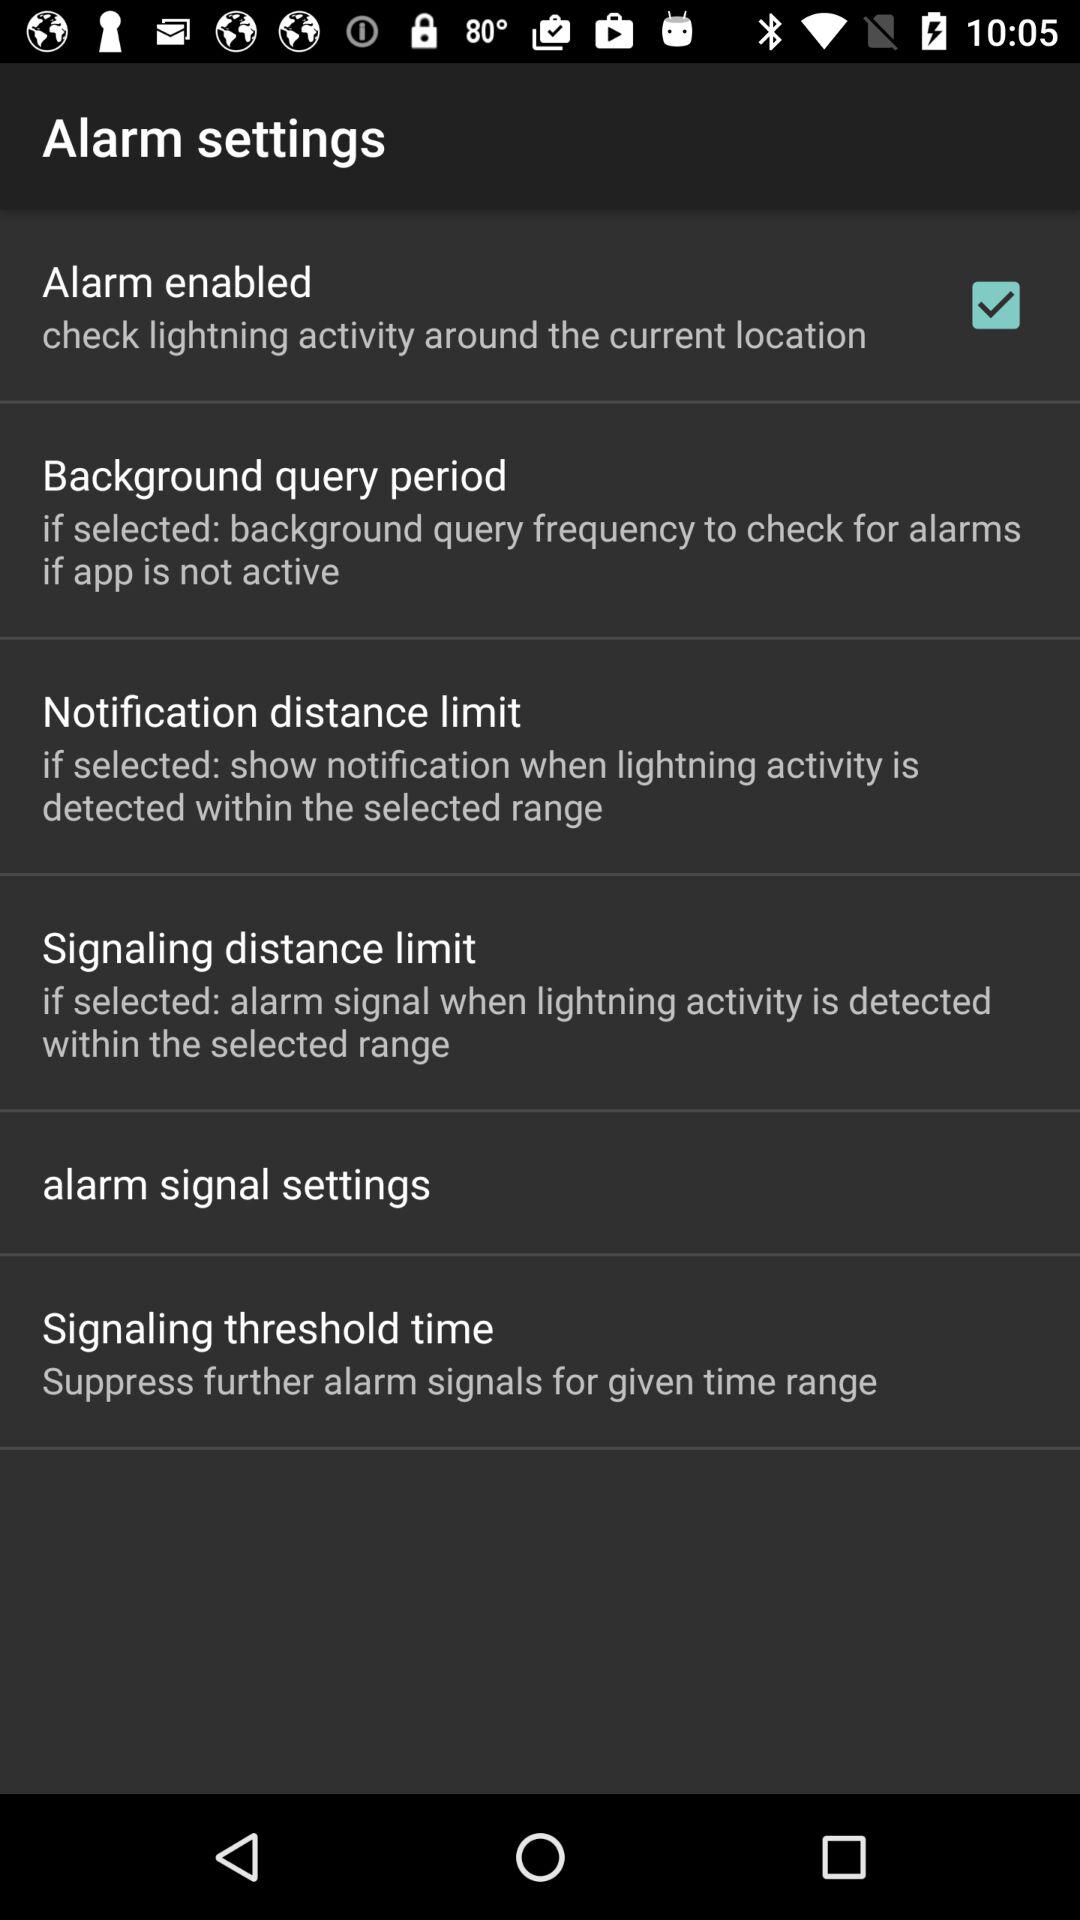 80° 10:05
Alarm settings
Alarm enabled
check lightning activity around the current location
Background query period
if selected: background query frequency to check for alarms
if app is not active
Notification distance limit
if selected: show notification when lightning activity is
detected within the selected range
Signaling distance limit
if selected: alarm signal when lightning activity is detected
within the selected range
alarm signal settings
Signaling threshold time
Suppress further alarm signals for given time range